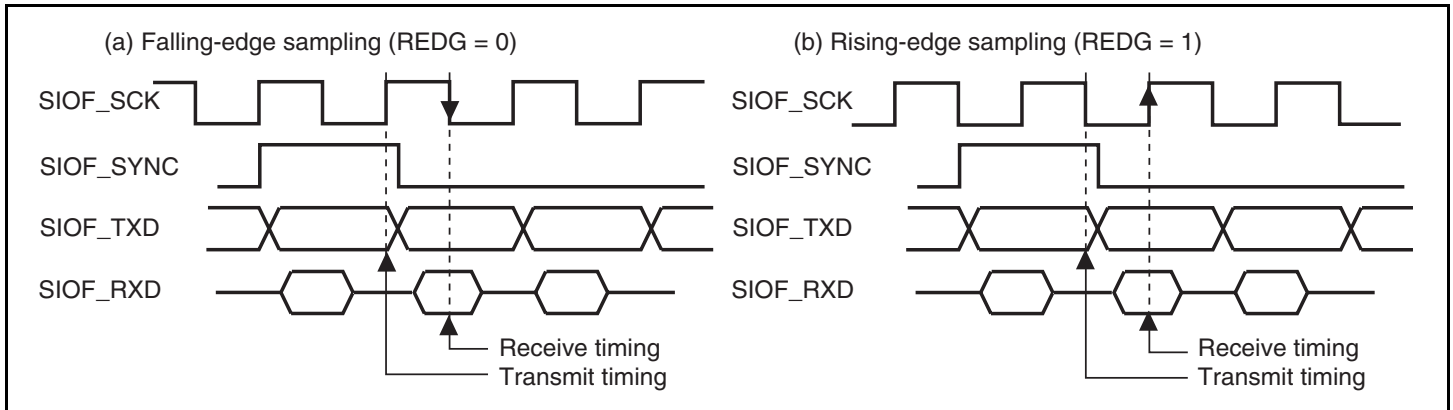 (a) Falling-edge sampling (REDG = 0)
SIOF_SCK
SIOF_SYNC
SIOF_TXD
SIOF_RXD
Receive timing
Transmit timing
(b) Rising-edge sampling (REDG = 1)
SIOF_SCK
SIOF_SYNC
SIOF_TXD
SIOF_RXD
Receive timing
Transmit timing